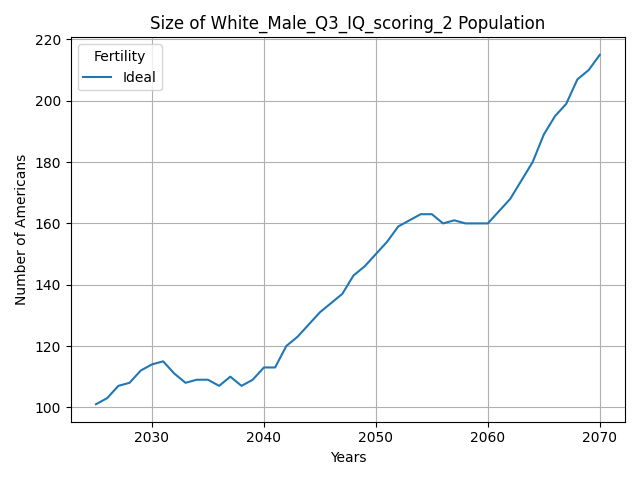 Size of White_Male_Q3_IQ_scoring_2 Population
Fertility
Ideal
Number of Americans
220
200
180
160
140
120
100
2030 2040 2050 2060 2070
Years